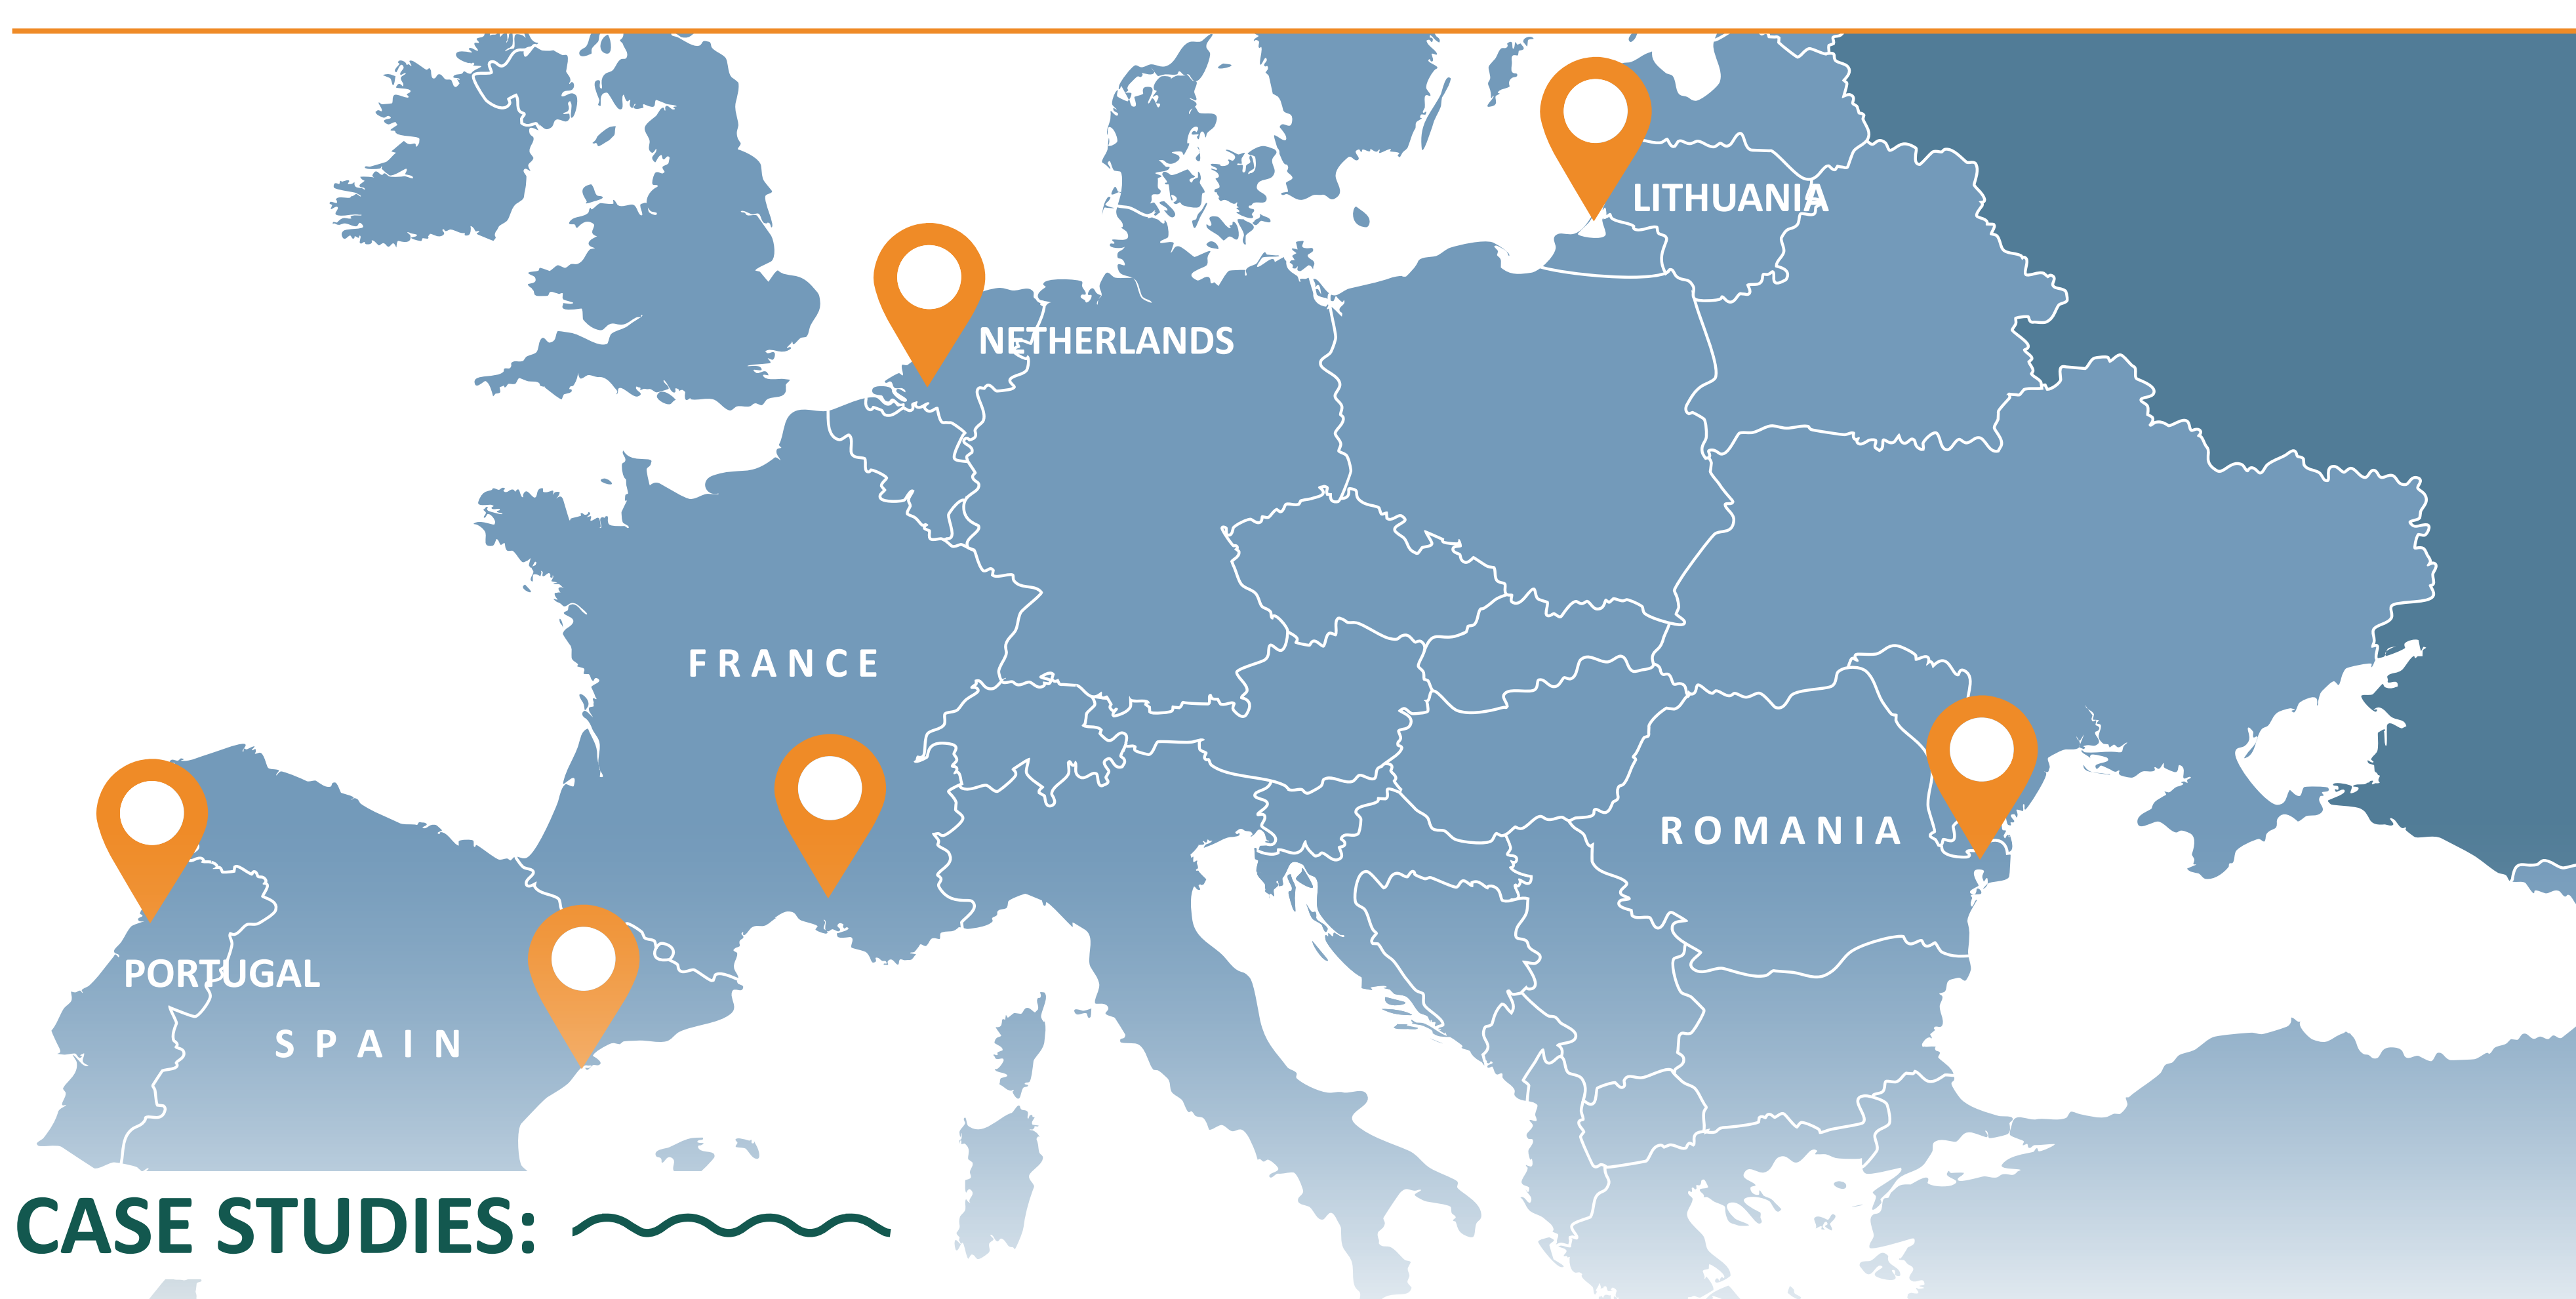 LITHUANIA
NETHERLANDS
FRANCE
ROMANIA
PORTUGAL
SPAIN
CASE STUDIES: